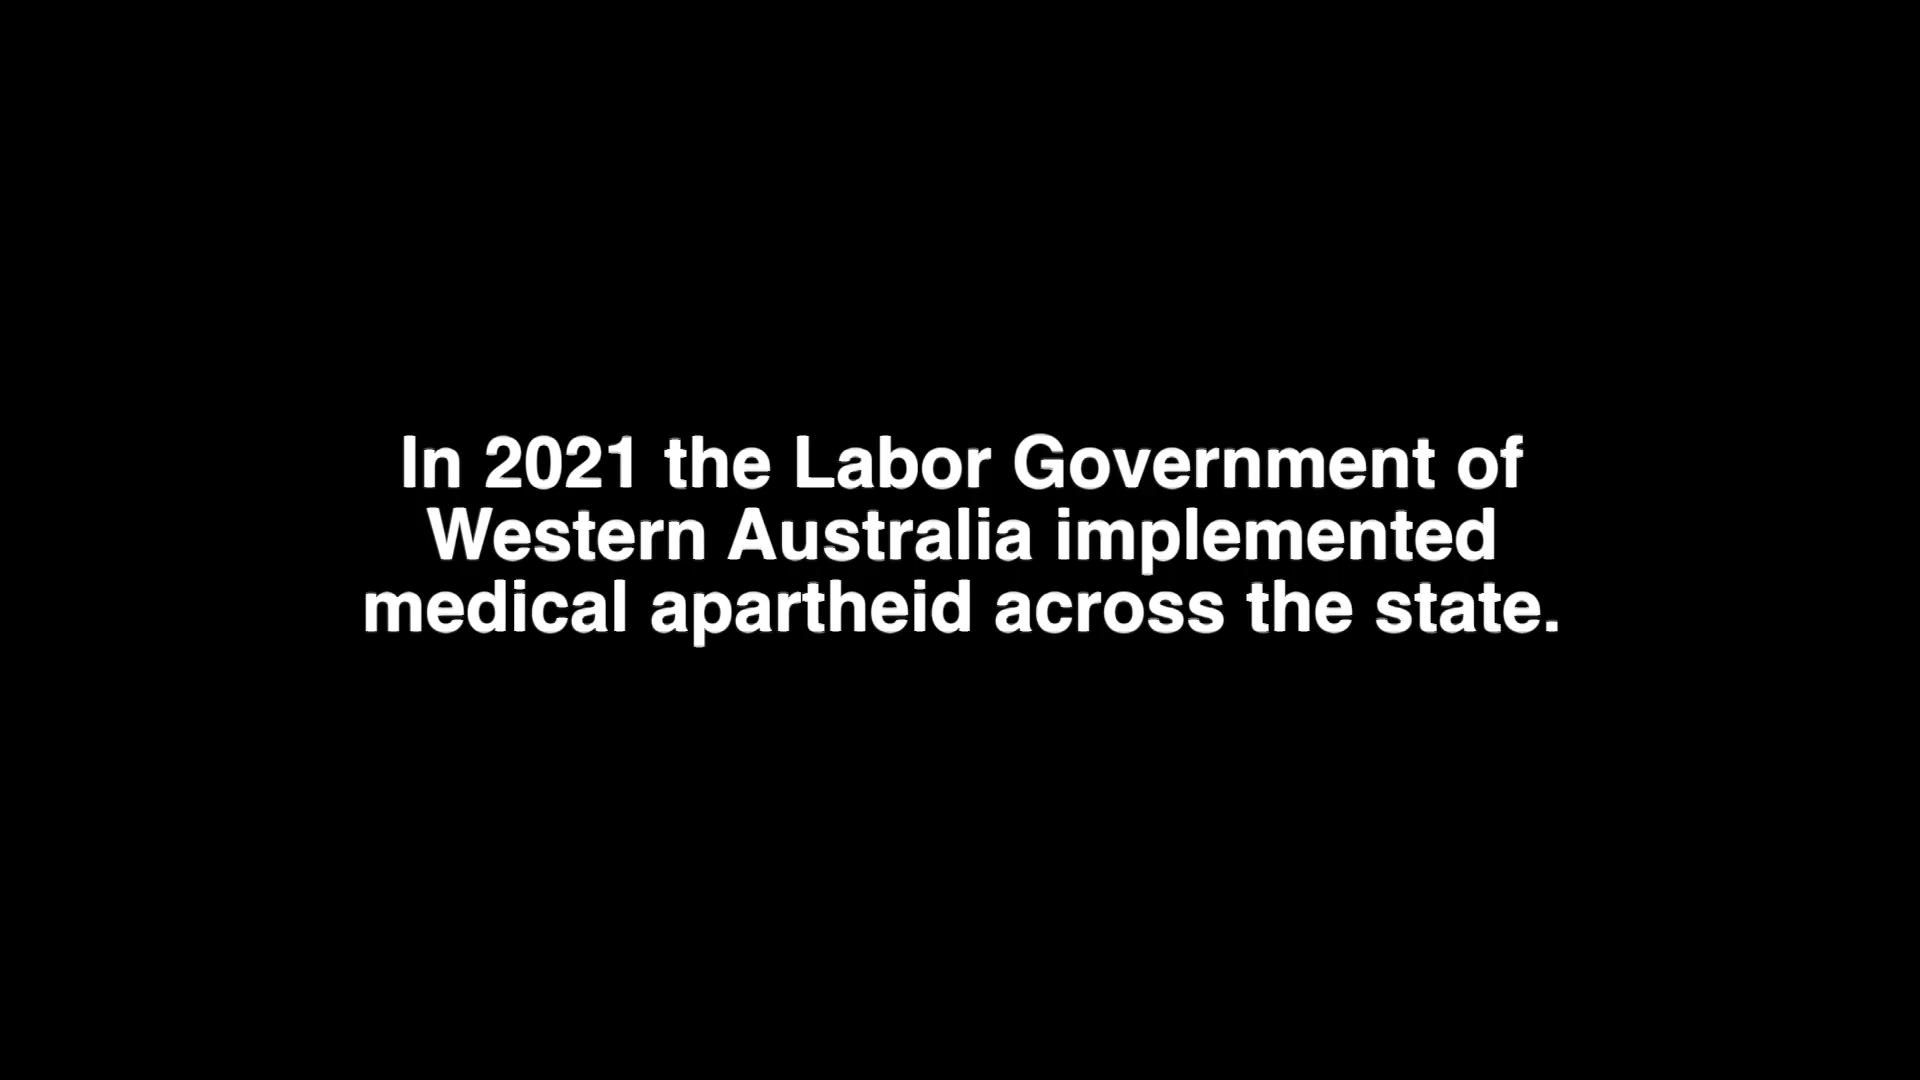 In 2021 the Labor Government of
Western Australia implemented
medical apartheid across the state.